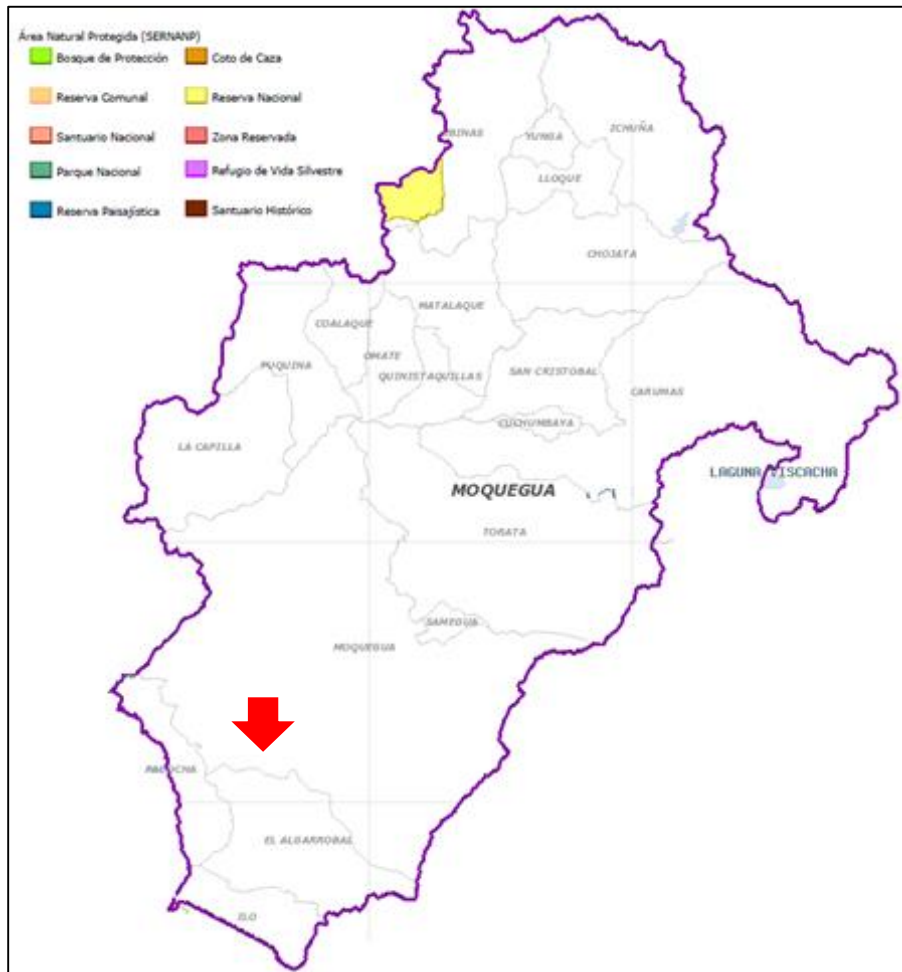 Área Natural Protegida (SERNANP)
Bosque de Protección
Coto de Caza
Reserva Comunal
Reserva Nacional
Santuario Nacional
Zona Reservada
Parque Nacional
Refugio de Vida Silvestre
Reserva Paisajística
Santuario Histórico
YUNGA
ICHUÑA
LLOQUE
CHOJATA
MATALAQUE
COALAQUE
OMATE
PUQUINA
QUINISTAQUILLAS
SAN CRISTOBAL
CARUMAS
CUCHUMBAYA
LA CAPILLA
LAGUNA VISCACHA
MOQUEGUA
TORATA
SAMEGUA
MOQUEGUA
EL ALGARROBAL
ILO